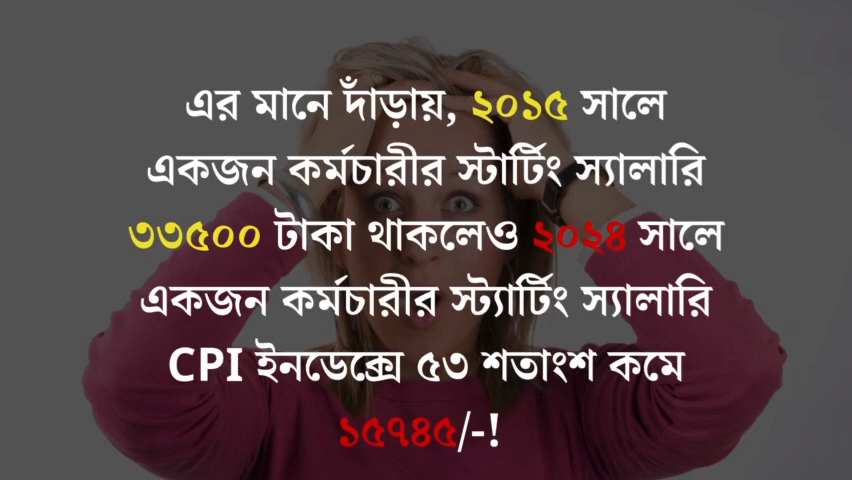 এর মানে দাঁড়ায়, ২০১৫ সালে
একজন কর্মচারীর স্টার্টিং স্যালারি
৩৩৫০০ টাকা থাকলেও ২০২৪ সালে
একজন কর্মচারীর স্ট্যার্টিং স্যালারি
CPI ইনডেক্সে ৫৩ শতাংশ কমে
১৫৭৪৫/-!